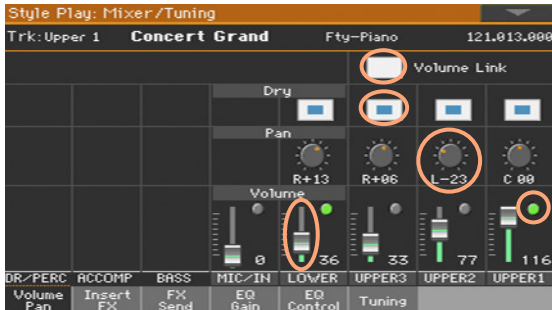 Style Play: Mixer/Tuning
Trk:Upper 1 Concert Grand Fty-Piano 121.013.000
Volume Link
Dry
Pan
R+13 R+06 L-23 C 00
Volume
0 36 33 77 116
DR/PERC ACCOMP BASS MIC/IN LOWER UPPER3 UPPER2 UPPER1
Volume Insert FX EQ EQ Tuning
Pan FX Send Gain Control